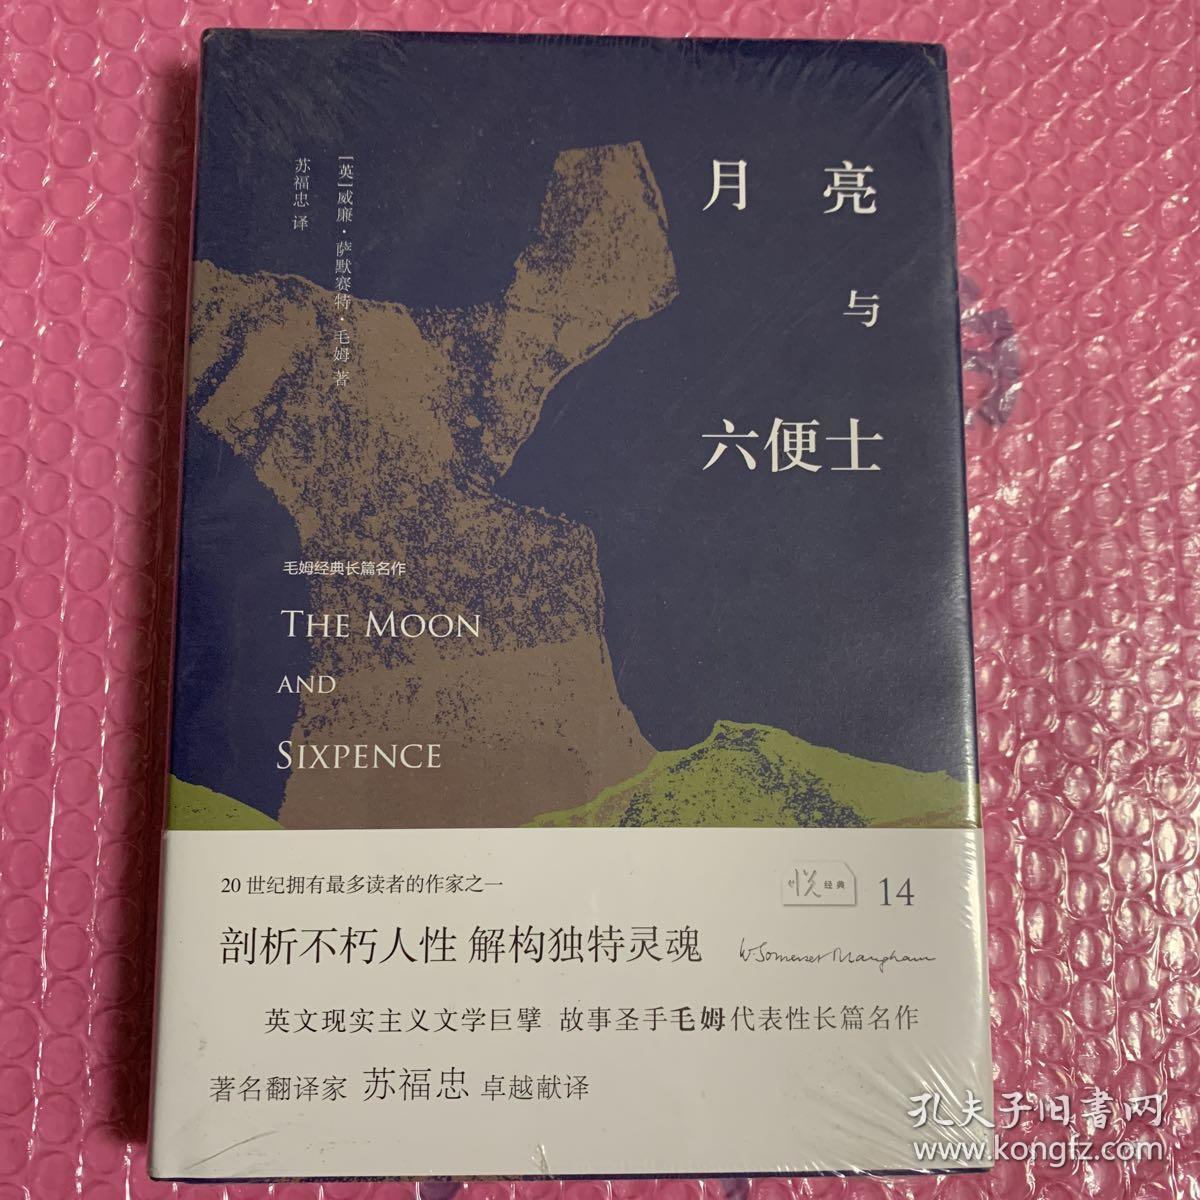 月亮
与
六便士
[英]威廉·萨默赛特·毛姆 著
苏福忠 译
毛姆经典长篇名作
THE MOON
AND
SIXPENCE
20世纪拥有最多读者的作家之一
悦 经典 14
剖析不朽人性 解构独特灵魂
W. Somerset Maugham
英文现实主义文学巨擘 故事圣手毛姆代表性长篇名作
著名翻译家 苏福忠 卓越献译
孔夫子旧书网
www.kongfz.com